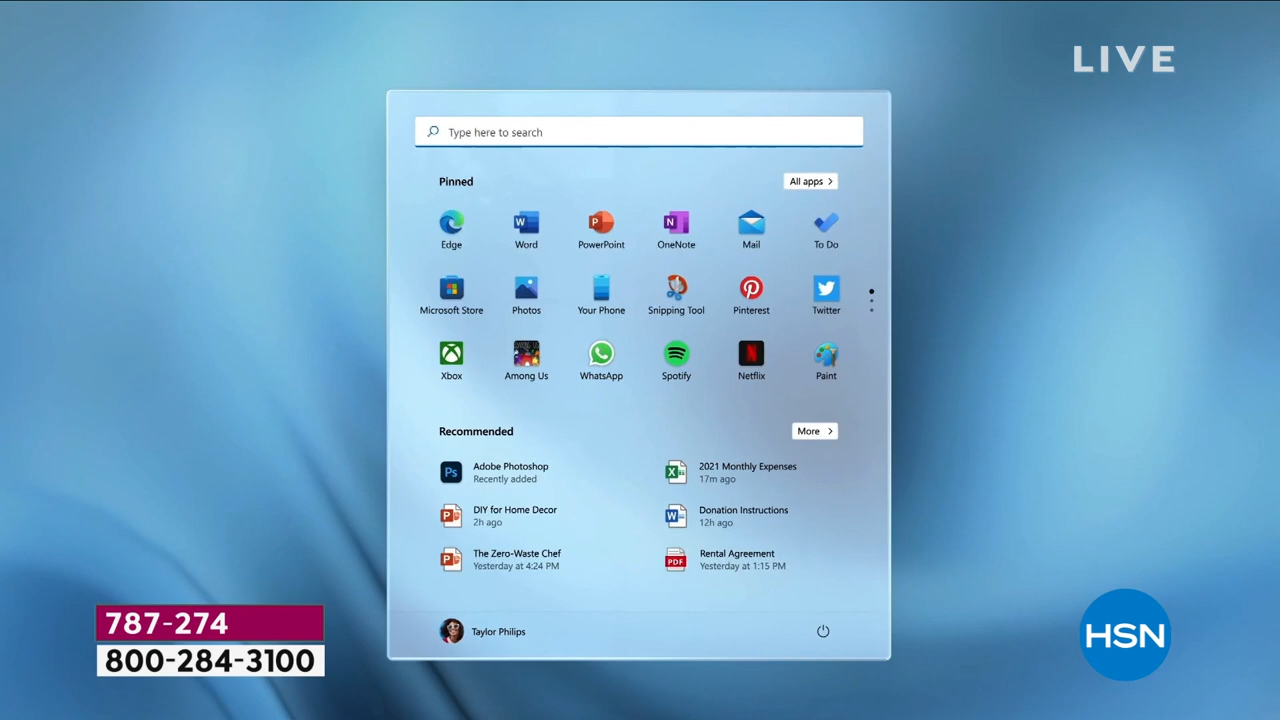 LIVE
Type here to search
Pinned
All apps >
Edge Word PowerPoint OneNote Mail To Do
Microsoft Store Photos Your Phone Snipping Tool Pinterest Twitter
Xbox Among Us WhatsApp Spotify Netflix Paint
Recommended
More >
Adobe Photoshop
Recently added
2021 Monthly Expenses
17m ago
DIY for Home Decor
2h ago
Donation Instructions
12h ago
The Zero-Waste Chef
Yesterday at 4:24 PM
Rental Agreement
Yesterday at 1:15 PM
Taylor Philips
787-274
800-284-3100
HSN